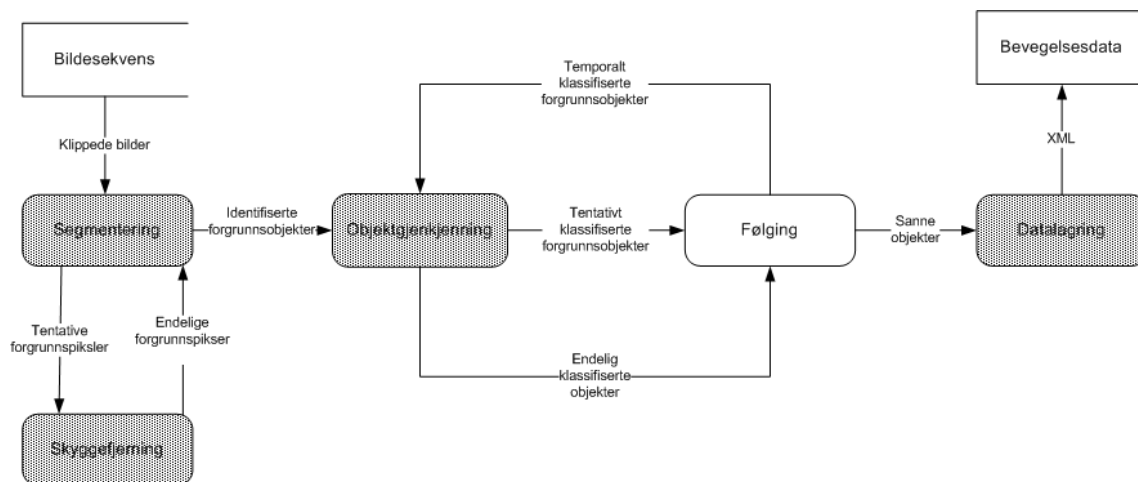 Bildesekvens
Bevegelsesdata
Temporalt
klassifiserte
forgrunnsobjekter
Klippede bilder
XML
Segmentering
Identifiserte
forgrunnsobjekter
Objektgjenkjenning
Tentativt
klassifiserte
forgrunnsobjekter
Følging
Sanne
objekter
Datalagring
Tentative
forgrunnspiksler
Endelige
forgrunnspikser
Endelig
klassifiserte
objekter
Skyggefjerning